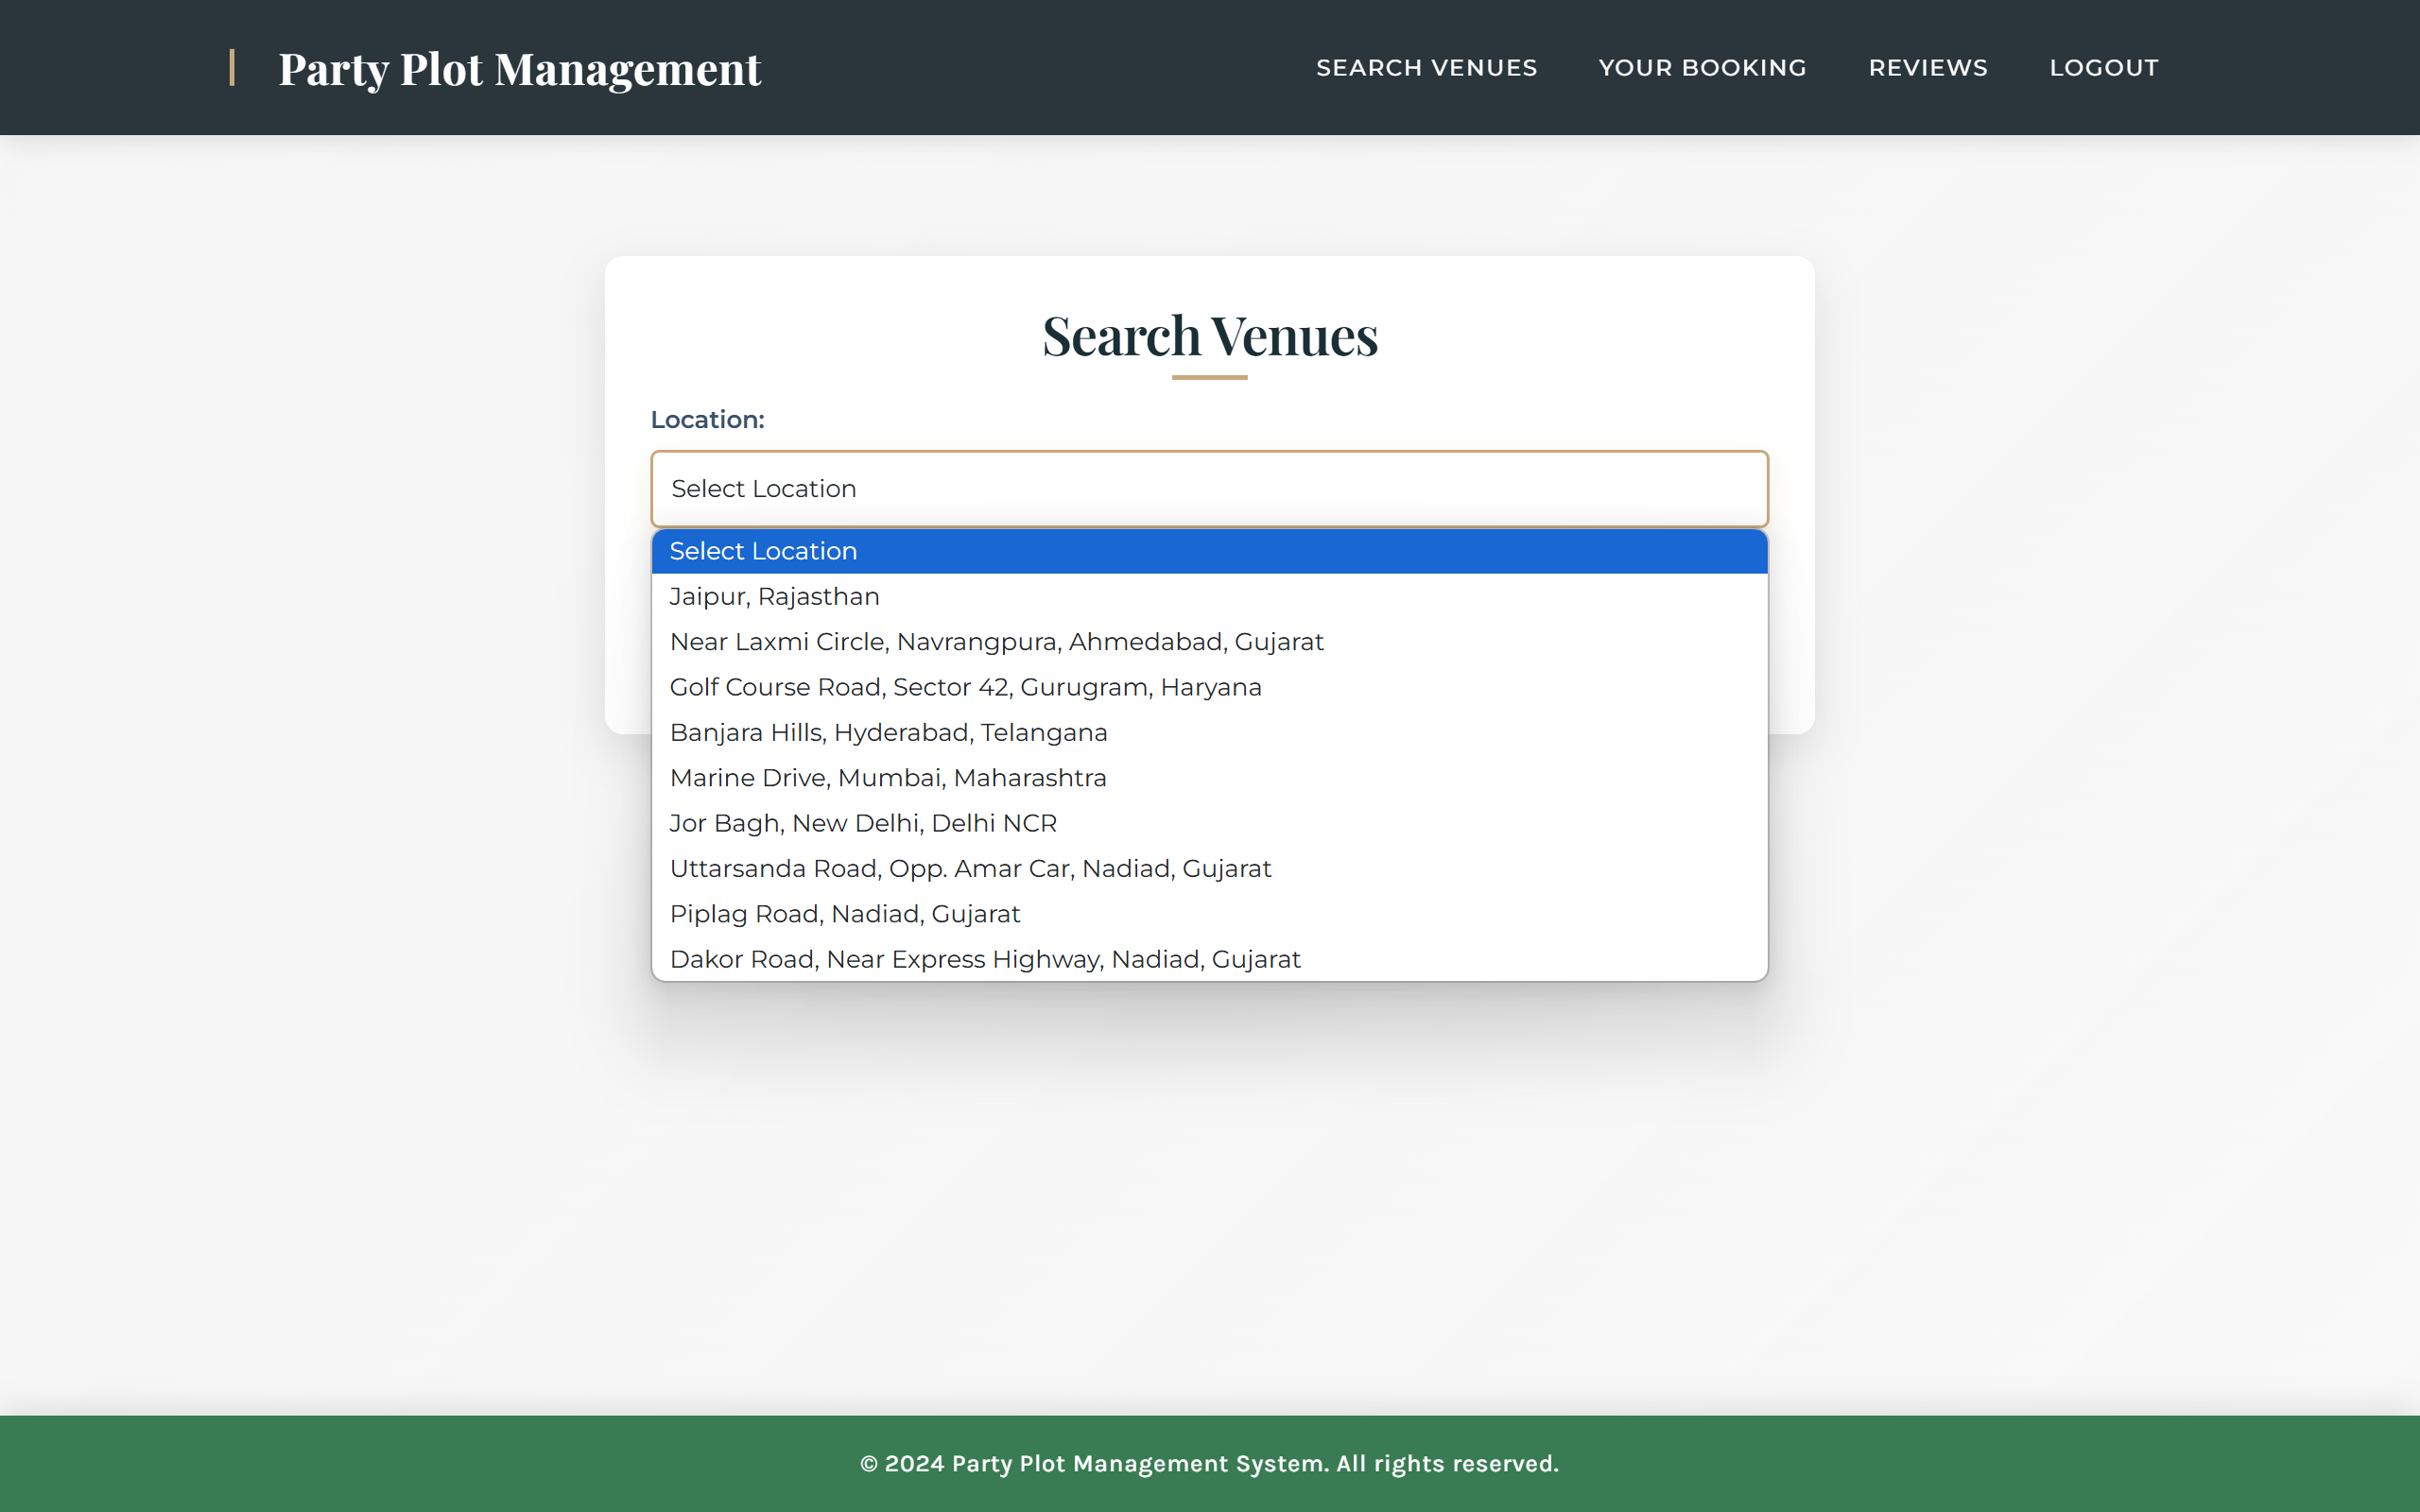 Party Plot Management
SEARCH VENUES
YOUR BOOKING
REVIEWS
LOGOUT
Search Venues
Location:
Select Location
Select Location
Jaipur, Rajasthan
Near Laxmi Circle, Navrangpura, Ahmedabad, Gujarat
Golf Course Road, Sector 42, Gurugram, Haryana
Banjara Hills, Hyderabad, Telangana
Marine Drive, Mumbai, Maharashtra
Jor Bagh, New Delhi, Delhi NCR
Uttarsanda Road, Opp. Amar Car, Nadiad, Gujarat
Piplag Road, Nadiad, Gujarat
Dakor Road, Near Express Highway, Nadiad, Gujarat
© 2024 Party Plot Management System. All rights reserved.